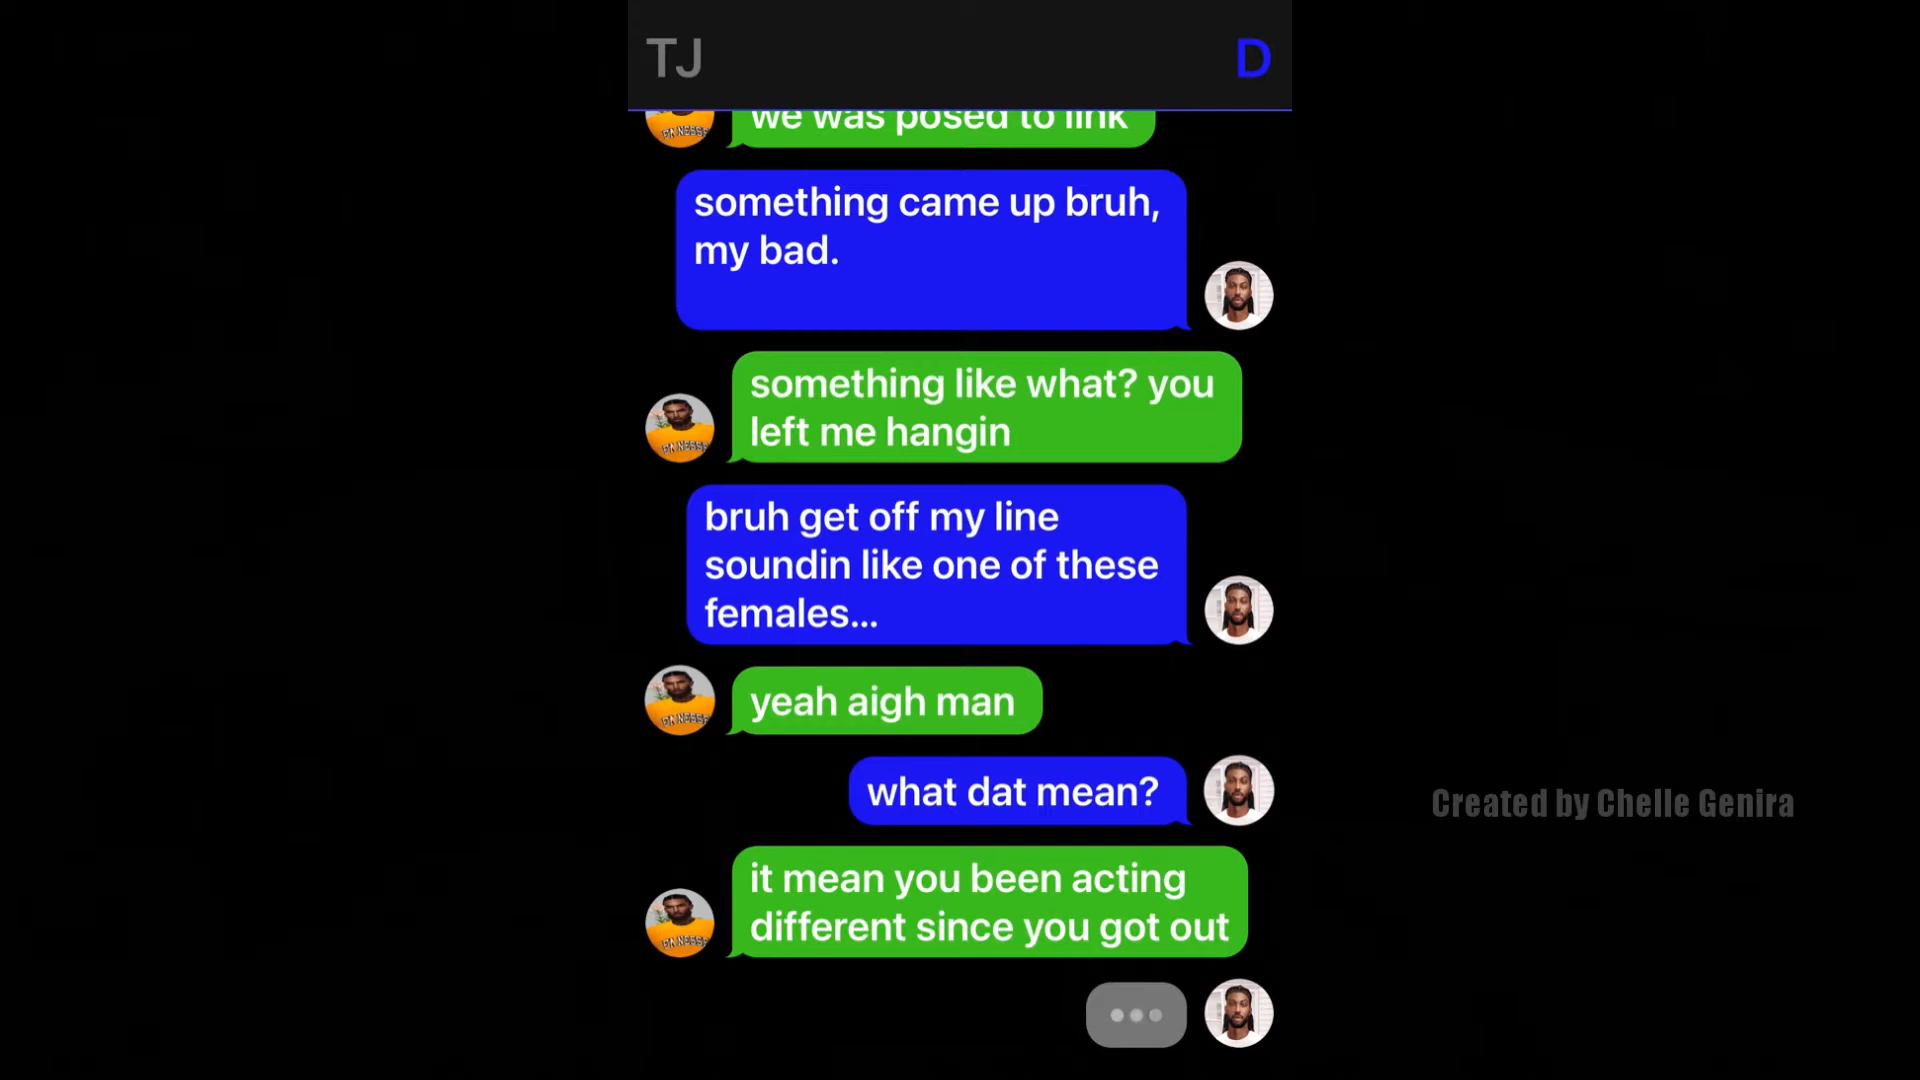 TJ
D
we was posed to link
something came up bruh,
my bad.
something like what? you
left me hangin
bruh get off my line
soundin like one of these
females...
yeah aigh man
what dat mean?
Created by Chelle Genira
it mean you been acting
different since you got out